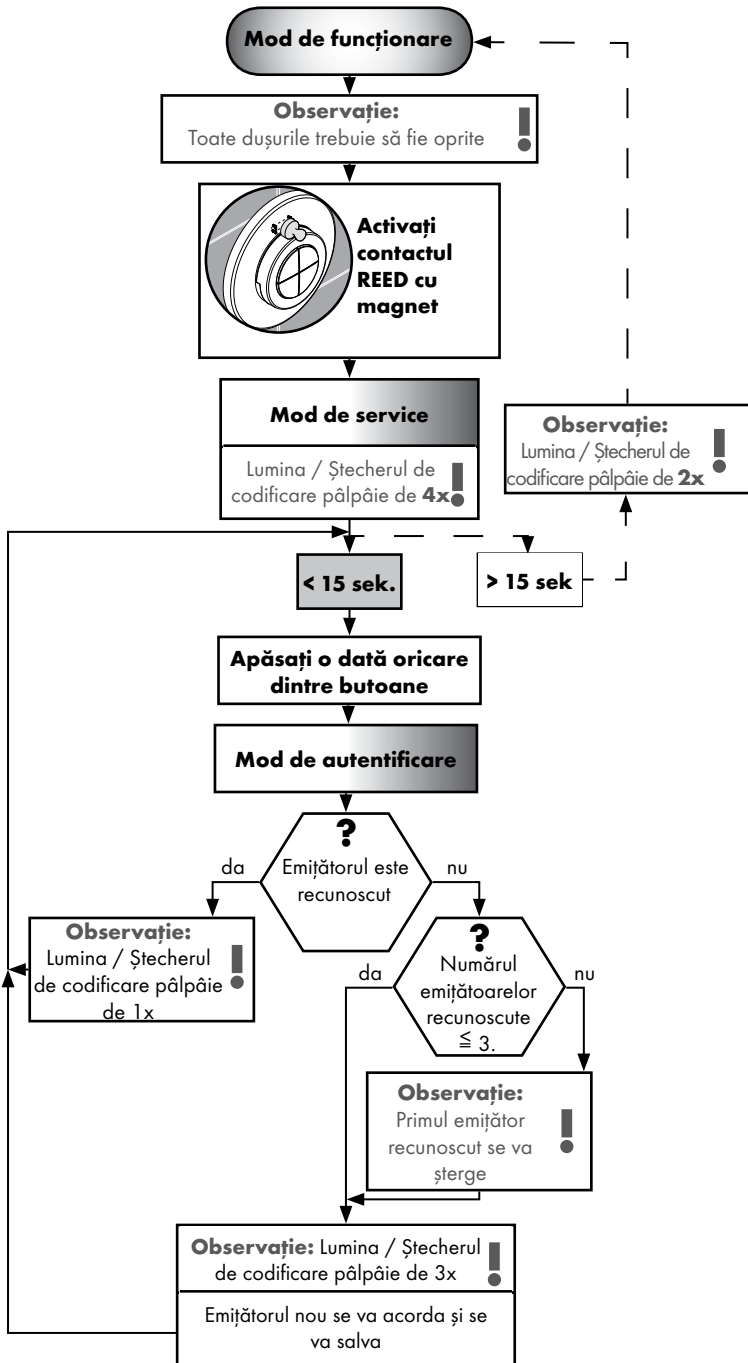 Mod de funcționare
Observație:
Toate dușurile trebuie să fie oprite
Activați
contactul
REED cu
magnet
Mod de service
Lumina / Ștecherul de
codificare pâlpâie de 4x
Observație:
Lumina / Ștecherul de
codificare pâlpâie de 2x
< 15 sek.
> 15 sek
Apăsați o dată oricare
dintre butoane
Mod de autentificare
?
Emițătorul este
recunoscut
da
nu
Observație:
Lumina / Ștecherul
de codificare pâlpâie
de 1x
?
Numărul
emițătoarelor
recunoscute
≦ 3.
da
nu
Observație:
Primul emițător
recunoscut se va
șterge
Observație: Lumina / Ștecherul
de codificare pâlpâie de 3x
Emițătorul nou se va acorda și se
va salva